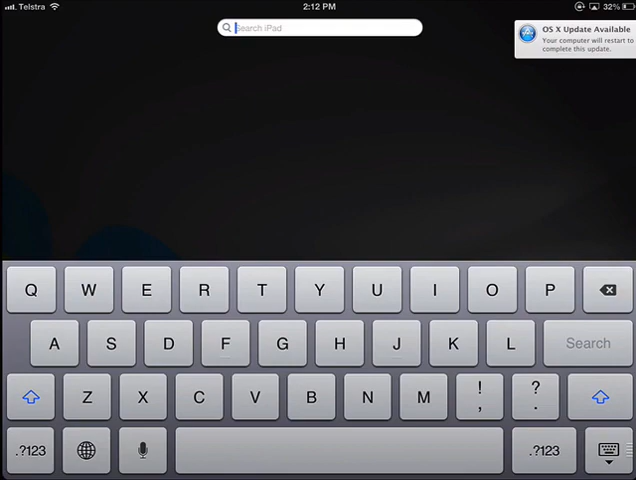 Telstra 2:12 PM 32%
Search iPad
OS X Update Available
Your computer will restart to
complete this update.
Q W E R T Y U I O P
A S D F G H J K L Search
Z X C V B N M ! , ? .
.?123 .?123